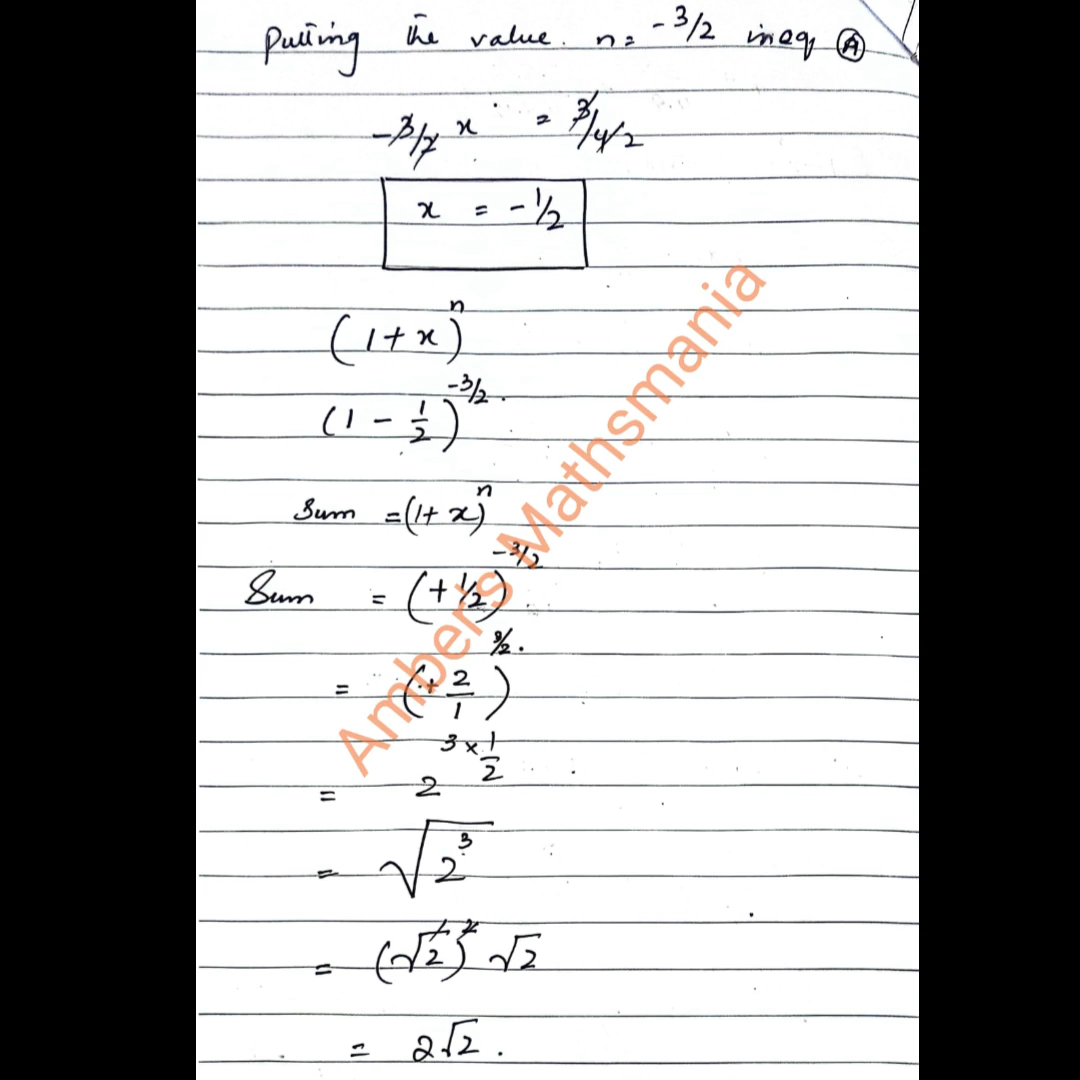 Putting the value. n = -3/2 in eq Ⓐ
-3/2 x = 3/4/2
x = -1/2
(1 + x)^n
(1 - 1/2)^-3/2.
Sum = (1 + x)^n
Sum = (+ 1/2)^-3/2
= (+ 2/1)^3/2.
= 2^3 × 1/2
= √2^3
= (√2)^2 √2
= 2√2.
Amber's Mathsmania